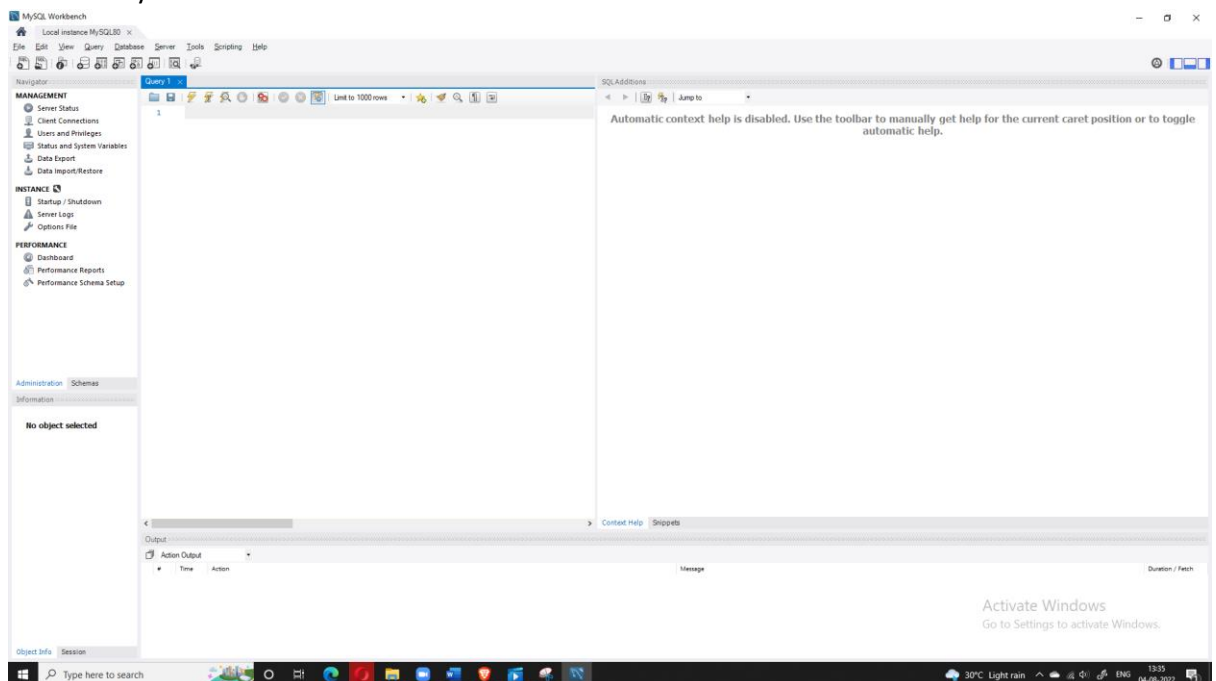 MySQL Workbench
Local instance MySQL80 ×
File Edit View Query Database Server Tools Scripting Help
Navigator
Query 1 ×
SQLAdditions
MANAGEMENT
Server Status
Client Connections
Users and Privileges
Status and System Variables
Data Export
Data Import/Restore
INSTANCE
Startup / Shutdown
Server Logs
Options File
PERFORMANCE
Dashboard
Performance Reports
Performance Schema Setup
Administration Schemas
Information
No object selected
Object Info Session
Limit to 1000 rows
1
Jump to
Automatic context help is disabled. Use the toolbar to manually get help for the current caret position or to toggle
automatic help.
Context Help Snippets
Output
Action Output
# Time Action Message Duration / Fetch
Activate Windows
Go to Settings to activate Windows.
Type here to search
30°C Light rain ENG 13:35
04-08-2022